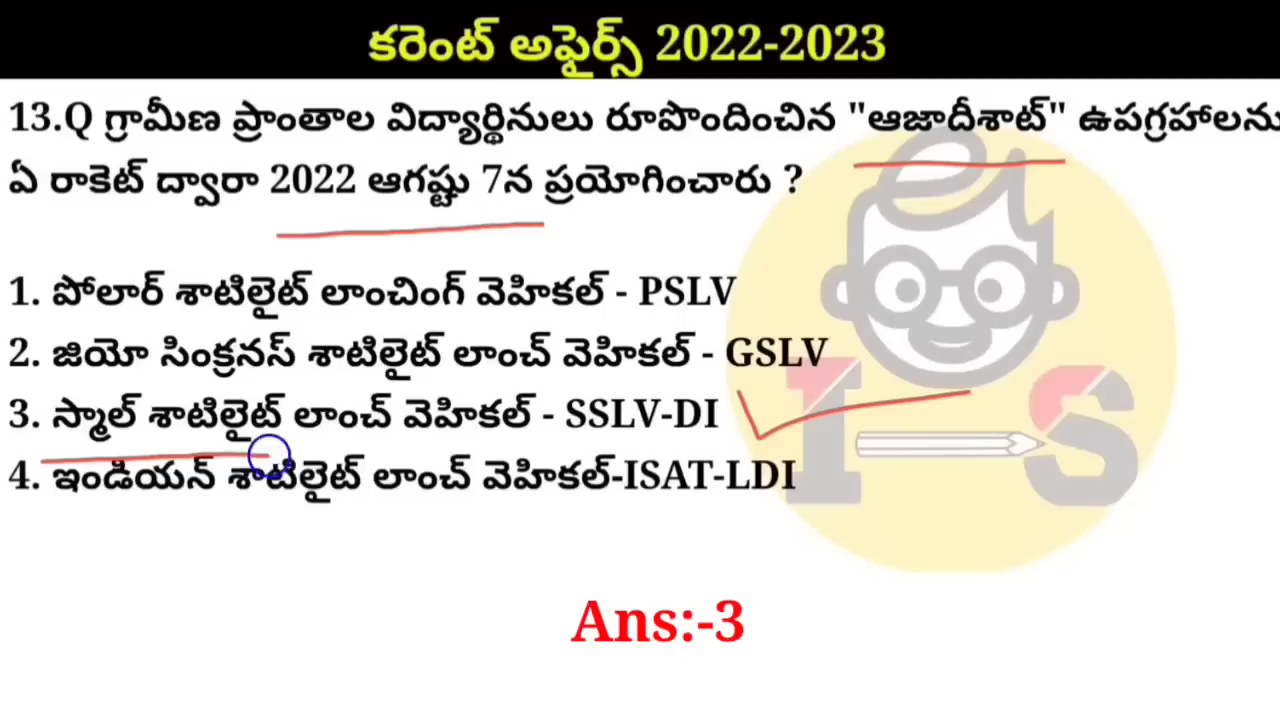 కరెంట్ అఫైర్స్ 2022-2023
13.Q గ్రామీణ ప్రాంతాల విద్యార్థినులు రూపొందించిన "ఆజాదీశాట్" ఉపగ్రహాలను
ఏ రాకెట్ ద్వారా 2022 ఆగష్టు 7న ప్రయోగించారు ?
1. పోలార్ శాటిలైట్ లాంచింగ్ వెహికల్ - PSLV
2. జియో సింక్రనస్ శాటిలైట్ లాంచ్ వెహికల్ - GSLV
3. స్మాల్ శాటిలైట్ లాంచ్ వెహికల్ - SSLV-DI
4. ఇండియన్ శాటిలైట్ లాంచ్ వెహికల్-ISAT-LDI
I S
Ans:-3